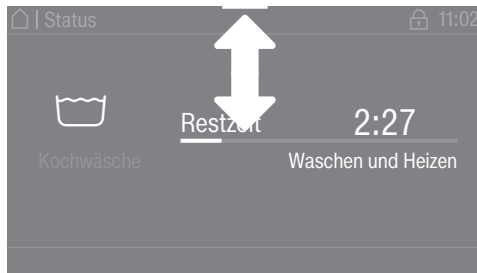 | Status 11:02
Restzeit 2:27
Kochwäsche Waschen und Heizen